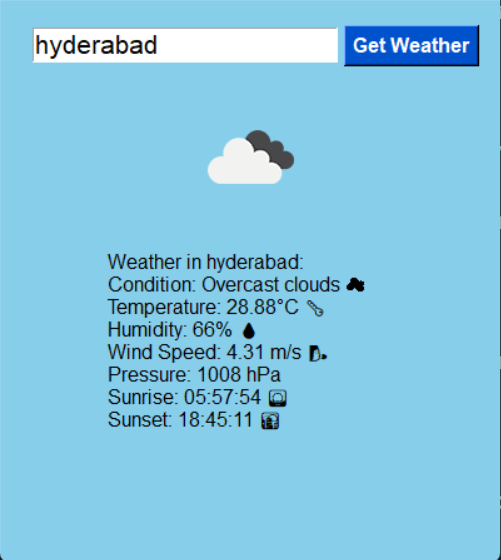 hyderabad
Get Weather
Weather in hyderabad:
Condition: Overcast clouds
Temperature: 28.88°C
Humidity: 66%
Wind Speed: 4.31 m/s
Pressure: 1008 hPa
Sunrise: 05:57:54
Sunset: 18:45:11